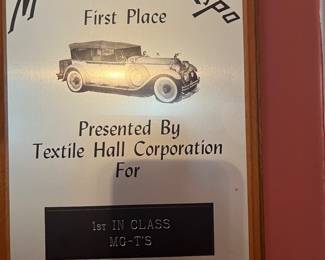 First Place
Presented By
Textile Hall Corporation
For
1ST IN CLASS
MG-T'S